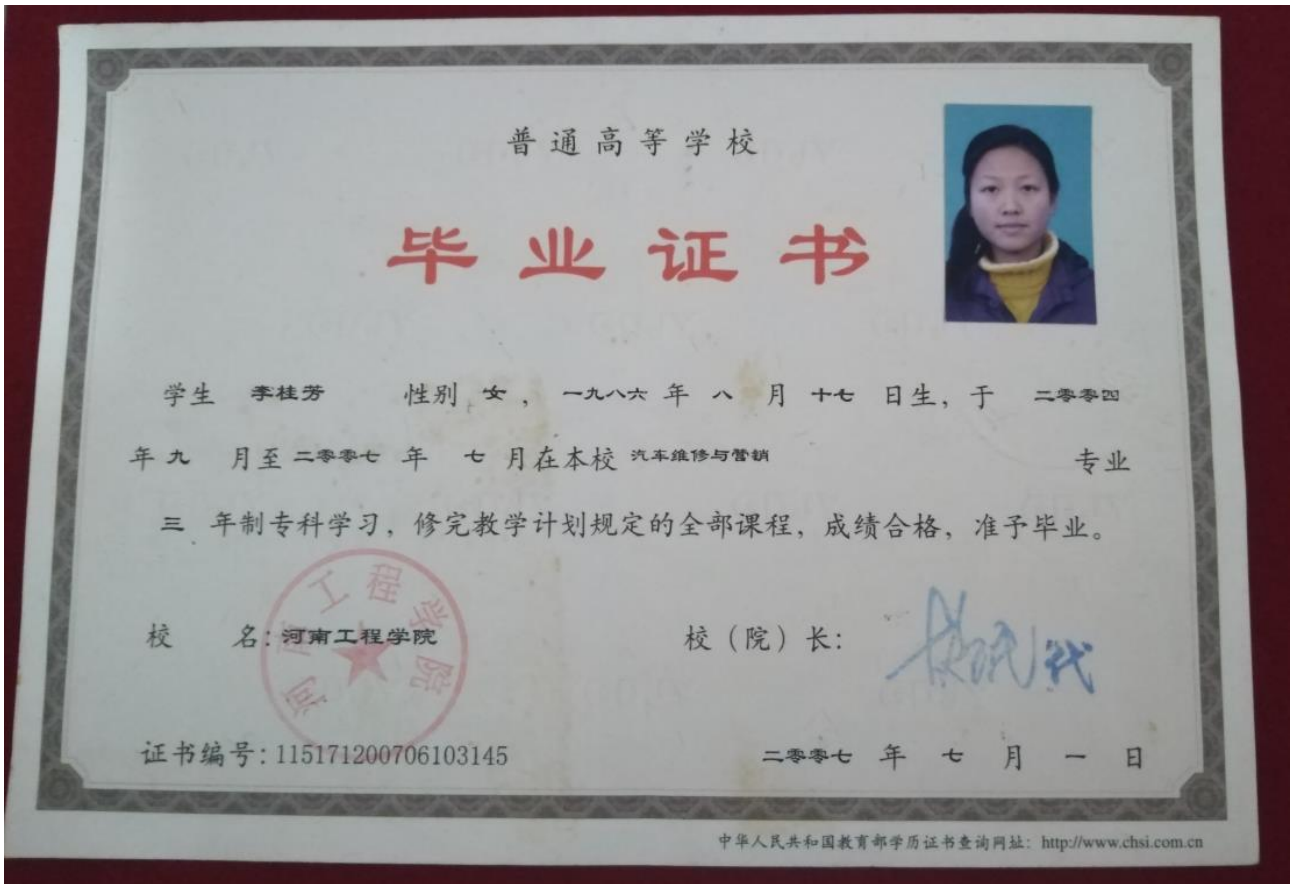 普通高等学校
毕业证书
学生 李桂芳 性别 女 , 一九八六 年 八 月 十七 日生, 于 二零零四
年 九 月至 二零零七 年 七 月在本校 汽车维修与营销 专业
三 年制专科学习, 修完教学计划规定的全部课程, 成绩合格, 准予毕业。
校 名: 河南工程学院 校（院）长:
河南工程学院
证书编号: 115171200706103145 二零零七 年 七 月 一 日
中华人民共和国教育部学历证书查询网址: http://www.chsi.com.cn